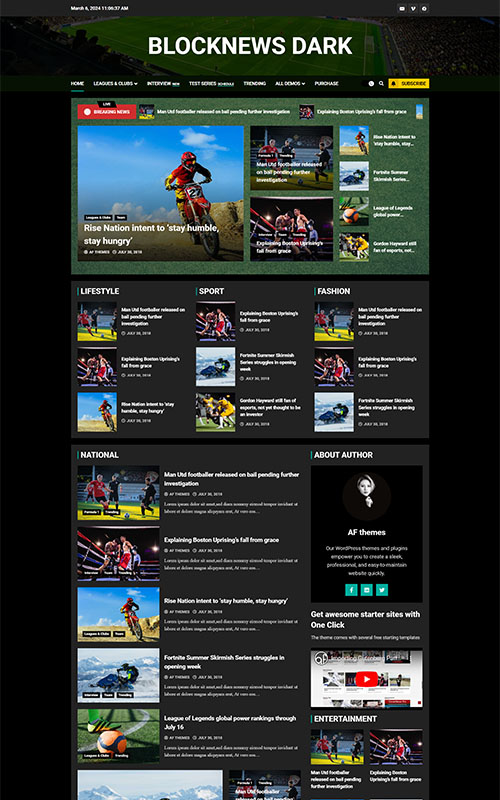 March 6, 2024 11:06:37 AM
BLOCKNEWS DARK
HOME LEAGUES & CLUBS INTERVIEW NEW TEST SERIES SCHEDULE TRENDING ALL DEMOS PURCHASE SUBSCRIBE
LIVE
BREAKING NEWS
Man Utd footballer released on bail pending further investigation
Explaining Boston Uprising's fall from grace
Leagues & Clubs Team
Rise Nation intent to 'stay humble,
stay hungry'
AF THEMES JULY 30, 2018
Formula 1 Trending
Man Utd footballer released
on bail pending further
investigation
Interview Team Trending
Explaining Boston Uprising's
fall from grace
Rise Nation intent to
'stay humble, stay...
Fortnite Summer
Skirmish Series...
League of Legends
global power...
Gordon Hayward still
fan of esports, not...
LIFESTYLE
Man Utd footballer released on
bail pending further
investigation
JULY 30, 2018
Explaining Boston Uprising's
fall from grace
JULY 30, 2018
Rise Nation intent to 'stay
humble, stay hungry'
JULY 30, 2018
SPORT
Explaining Boston Uprising's
fall from grace
JULY 30, 2018
Fortnite Summer Skirmish
Series struggles in opening
week
JULY 30, 2018
Gordon Hayward still fan of
esports, not yet thought to be
an investor
JULY 30, 2018
FASHION
Man Utd footballer released on
bail pending further
investigation
JULY 30, 2018
Explaining Boston Uprising's
fall from grace
JULY 30, 2018
Fortnite Summer Skirmish
Series struggles in opening
week
JULY 30, 2018
NATIONAL
Formula 1 Trending
Man Utd footballer released on bail pending further
investigation
AF THEMES JULY 30, 2018
Lorem ipsum dolor sit amet,sed diam nonumy eirmod tempor invidunt ut
labore et dolore magna aliquyam erat, At vero eos...
Interview Team Trending
Explaining Boston Uprising's fall from grace
AF THEMES JULY 30, 2018
Lorem ipsum dolor sit amet,sed diam nonumy eirmod tempor invidunt ut
labore et dolore magna aliquyam erat, At vero eos...
Leagues & Clubs Team
Rise Nation intent to 'stay humble, stay hungry'
AF THEMES JULY 30, 2018
Lorem ipsum dolor sit amet,sed diam nonumy eirmod tempor invidunt ut
labore et dolore magna aliquyam erat, At vero eos...
Interview Team Trending
Fortnite Summer Skirmish Series struggles in
opening week
AF THEMES JULY 30, 2018
Lorem ipsum dolor sit amet,sed diam nonumy eirmod tempor invidunt ut
labore et dolore magna aliquyam erat, At vero eos...
Leagues & Clubs Trending
League of Legends global power rankings through
July 16
AF THEMES JULY 30, 2018
Lorem ipsum dolor sit amet,sed diam nonumy eirmod tempor invidunt ut
labore et dolore magna aliquyam erat, At vero eos...
Formula 1 Trending
Man Utd footballer
released on bail pending
ABOUT AUTHOR
AF themes
Our WordPress themes and plugins
empower you to create a sleek,
professional, and easy-to-maintain
website quickly.
Get awesome starter sites with
One Click
The theme comes with several free starting templates
AF
ENTERTAINMENT
Man Utd footballer
released on bail pending
further investigation
Explaining Boston
Uprising's fall from grace